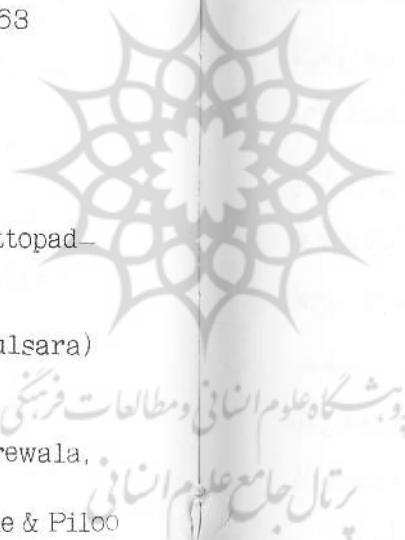 63
ttopad-
ulsara)
پژوهشگاه علوم انسانی و مطالعات فرهنگی
rewala,
پرتال جامع علوم انسانی
e & Piloo